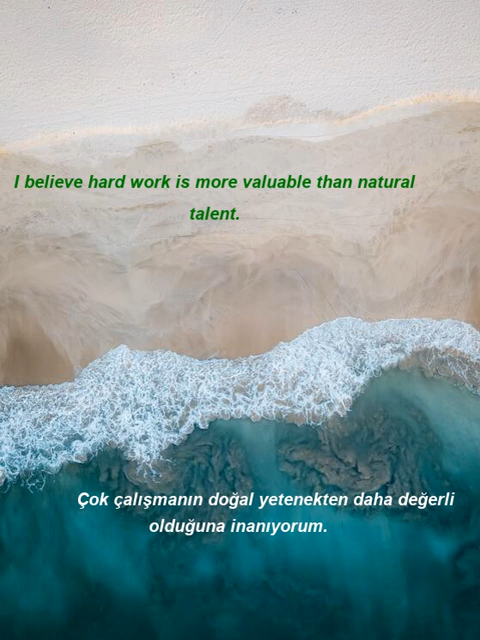 I believe hard work is more valuable than natural
talent.
Çok çalışmanın doğal yetenekten daha değerli
olduğuna inanıyorum.